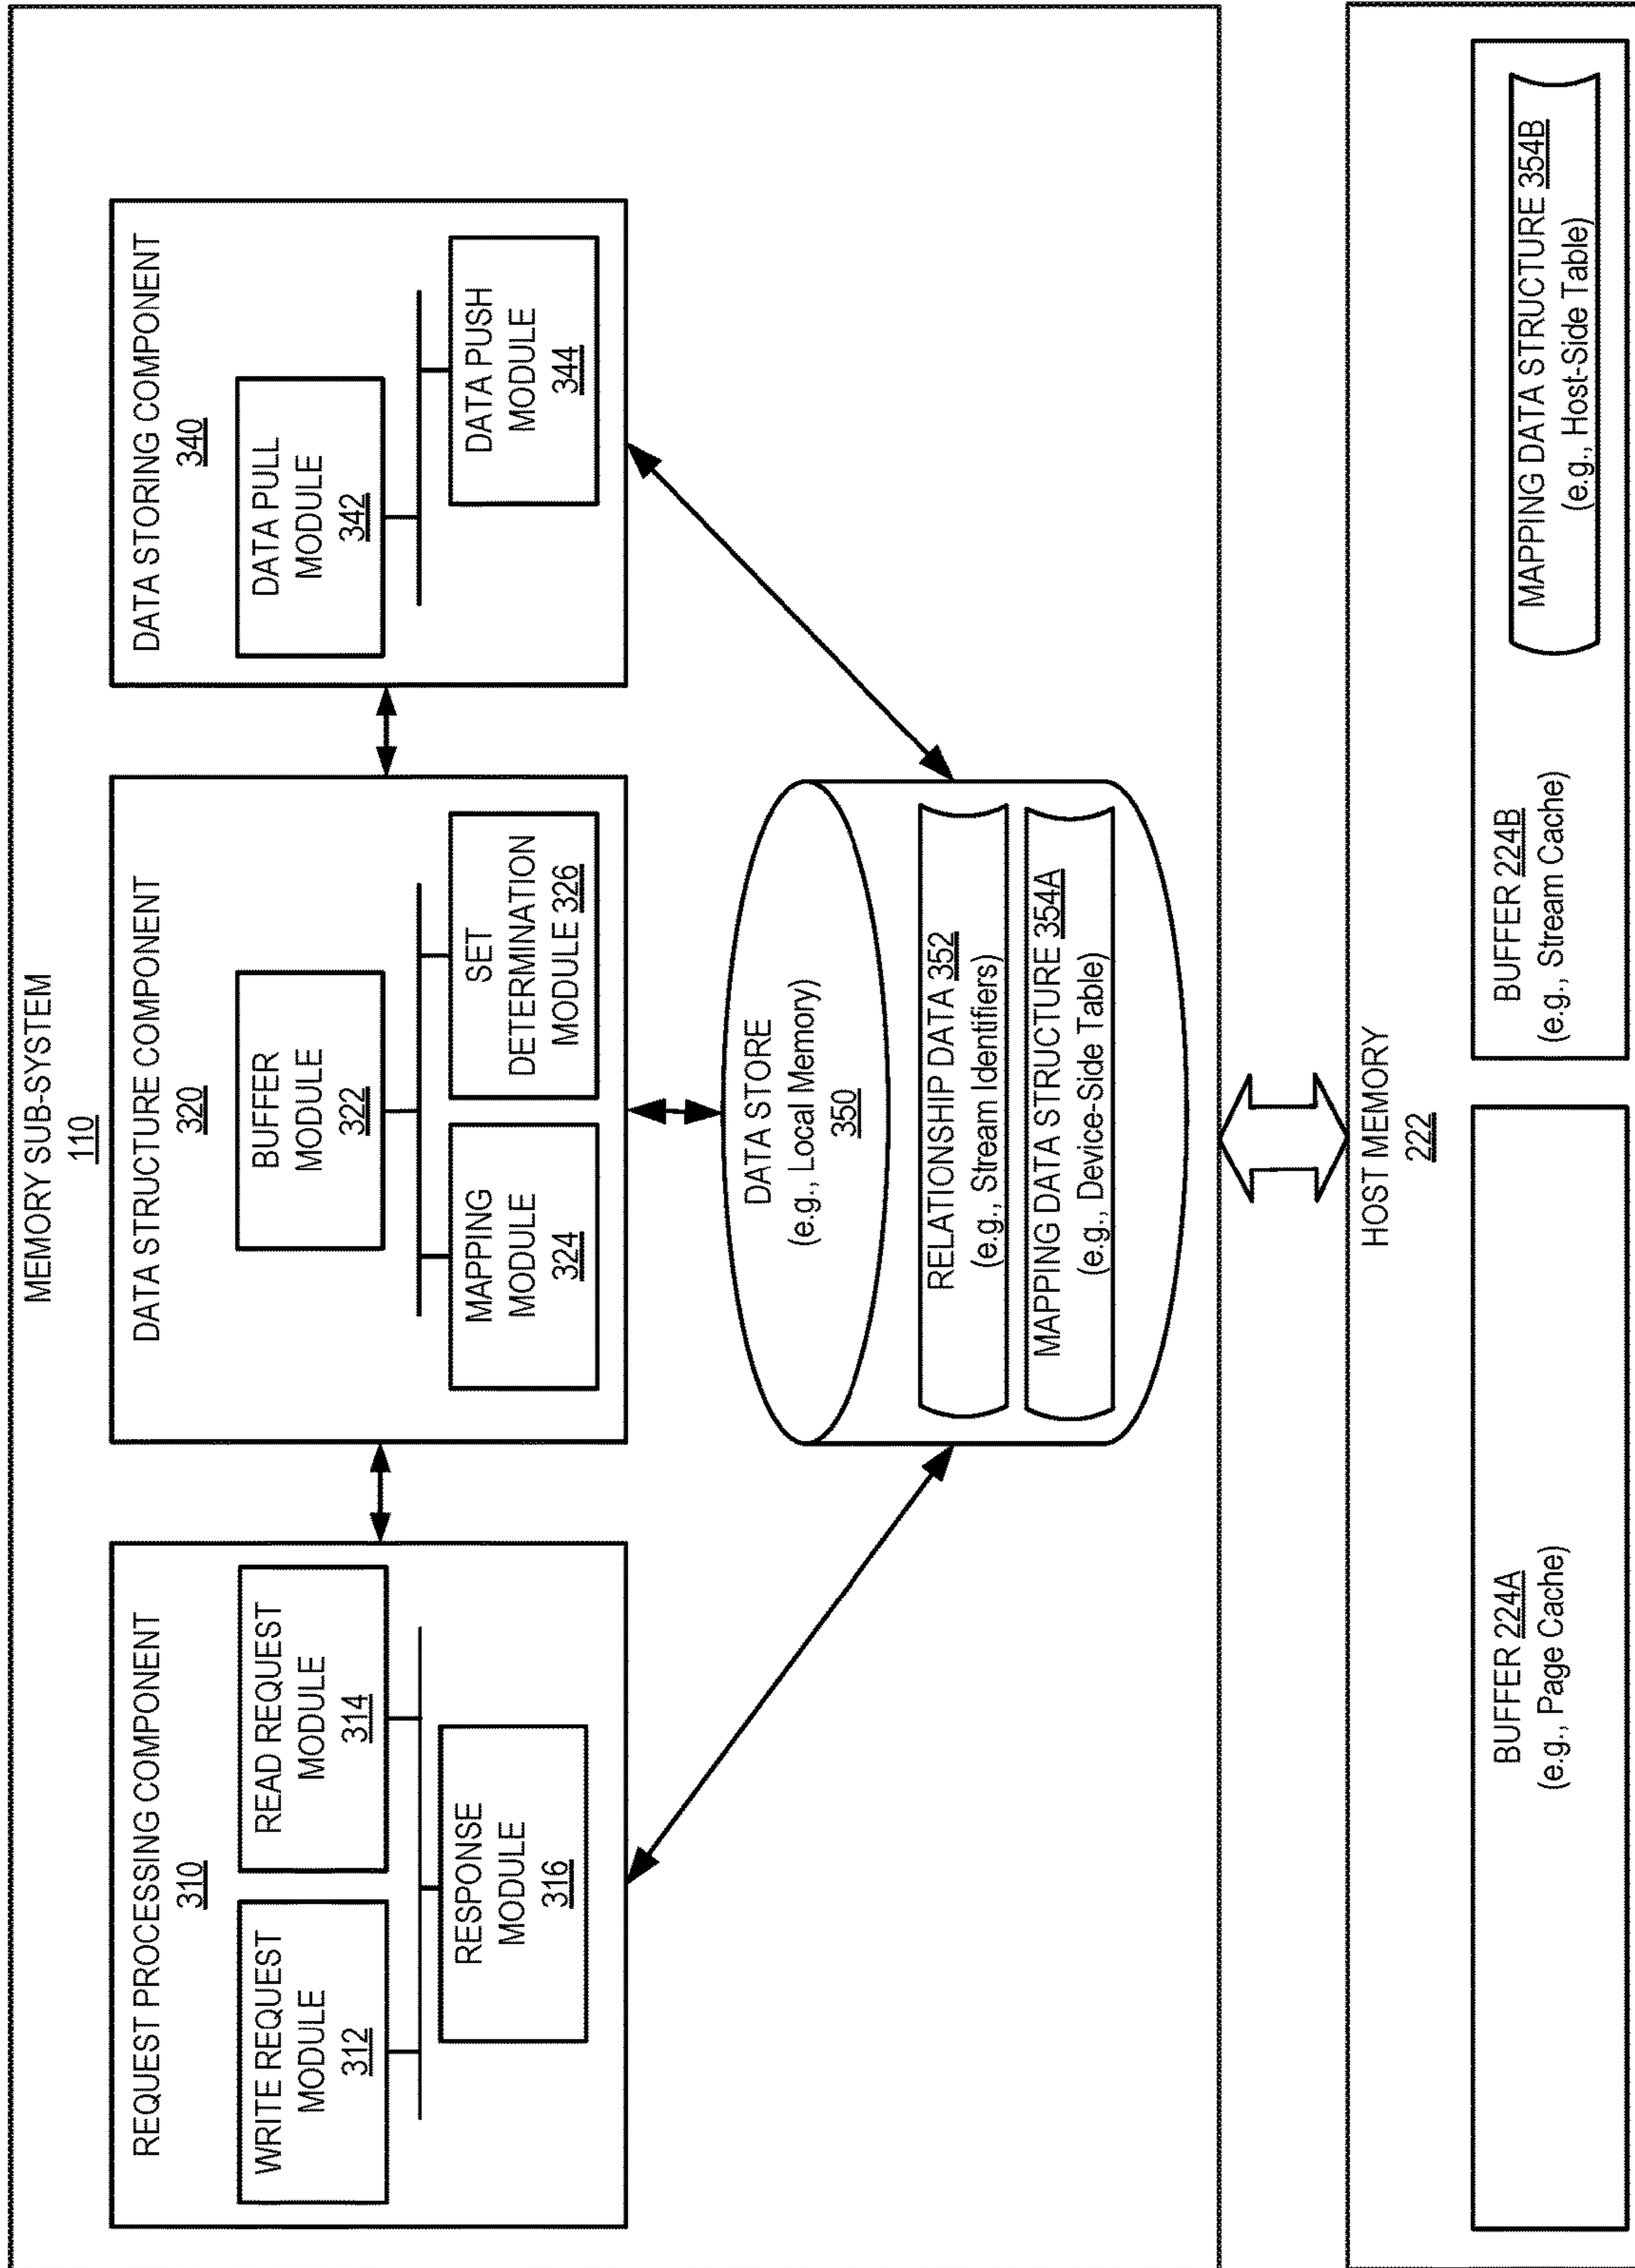 MEMORY SUB-SYSTEM
110
REQUEST PROCESSING COMPONENT
310
WRITE REQUEST
MODULE
312
READ REQUEST
MODULE
314
RESPONSE
MODULE
316
DATA STRUCTURE COMPONENT
320
BUFFER
MODULE
322
MAPPING
MODULE
324
SET
DETERMINATION
MODULE 326
DATA STORING COMPONENT
340
DATA PULL
MODULE
342
DATA PUSH
MODULE
344
DATA STORE
(e.g., Local Memory)
350
RELATIONSHIP DATA 352
(e.g., Stream Identifiers)
MAPPING DATA STRUCTURE 354A
(e.g., Device-Side Table)
HOST MEMORY
222
BUFFER 224A
(e.g., Page Cache)
BUFFER 224B
(e.g., Stream Cache)
MAPPING DATA STRUCTURE 354B
(e.g., Host-Side Table)